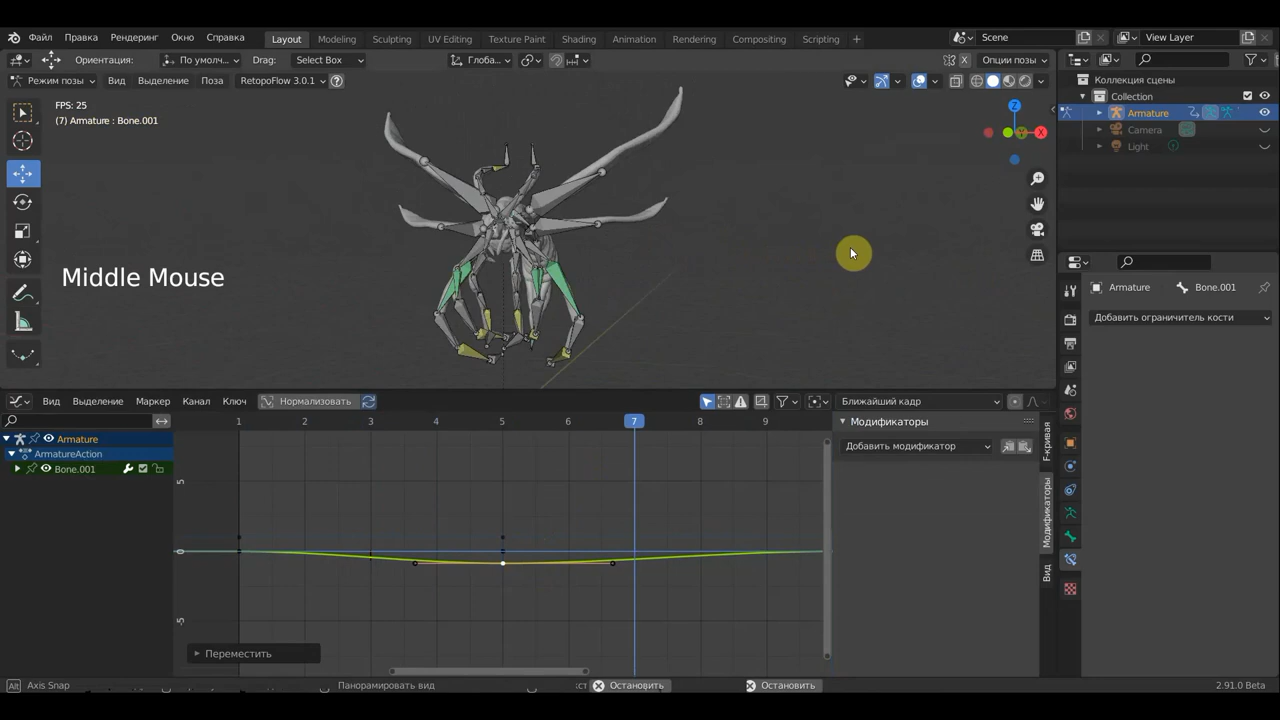 Файл Правка Рендеринг Окно Справка Layout Modeling Sculpting UV Editing Texture Paint Shading Animation Rendering Compositing Scripting + Scene View Layer
Ориентация: По умолч... Drag: Select Box Глоба... Опции позы
Режим позы Вид Выделение Поза RetopoFlow 3.0.1 ?
Коллекция сцены
Collection
Armature
Camera
Light
FPS: 25
(7) Armature : Bone.001
Z
X
Y
Middle Mouse
Armature Bone.001
Добавить ограничитель кости
Вид Выделение Маркер Канал Ключ Нормализовать Ближайший кадр
1 2 3 4 5 6 7 8 9
Armature
ArmatureAction
Bone.001
5
0
-5
Модификаторы
Добавить модификатор
F-кривая
Модификаторы
Вид
Переместить
Alt Axis Snap Панорамировать вид Остановить Остановить 2.91.0 Beta